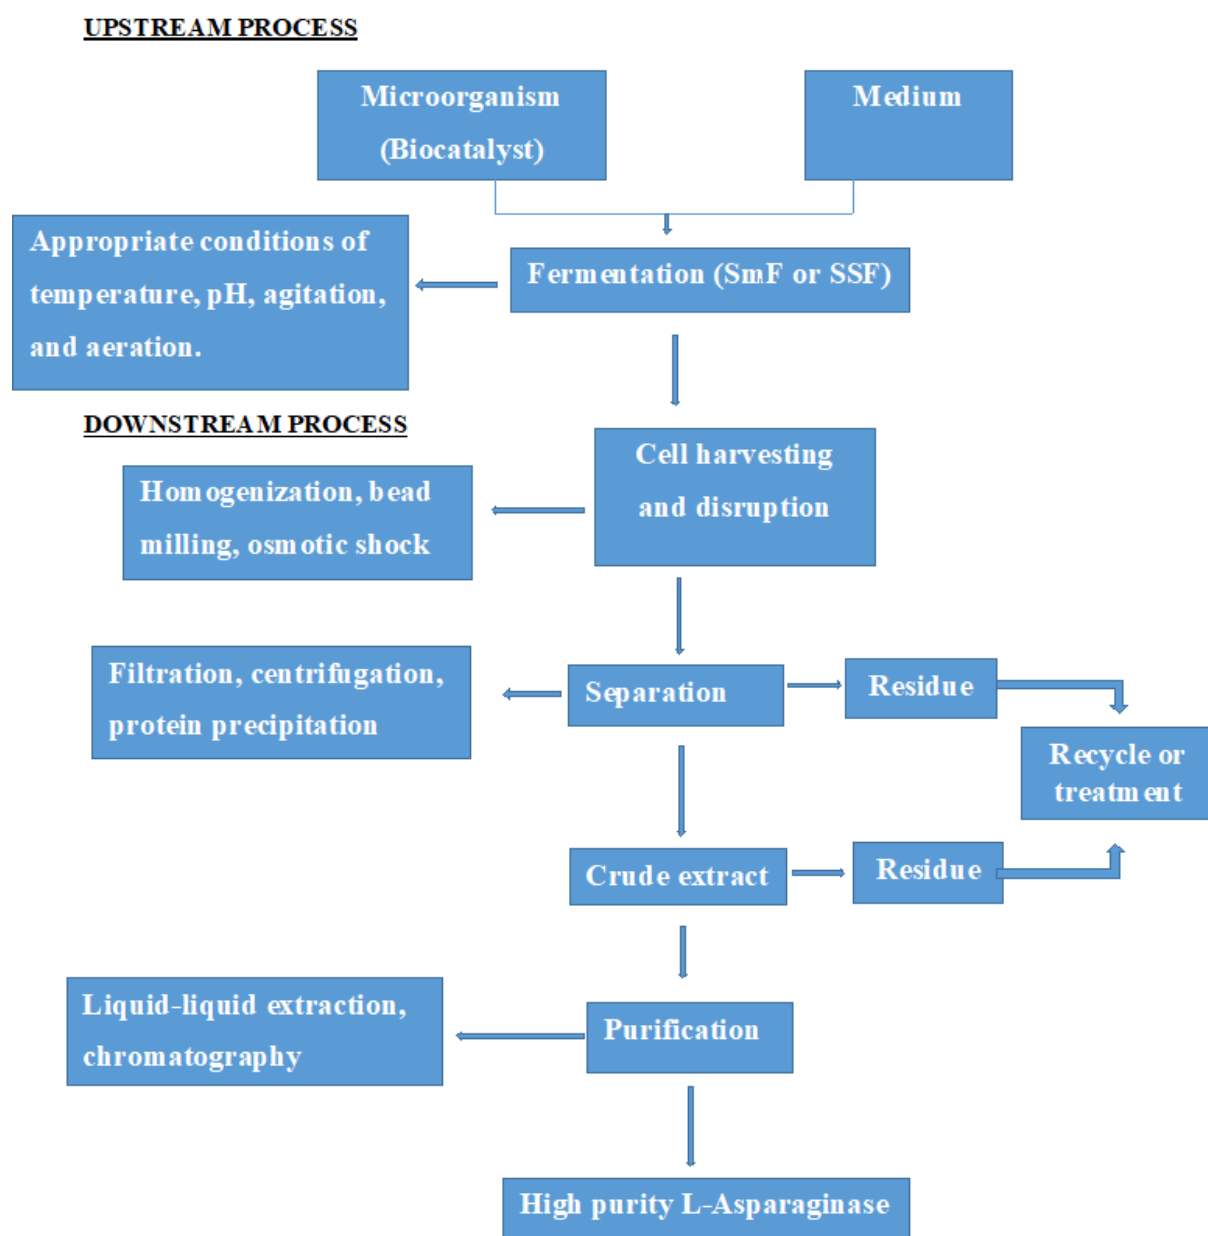 UPSTREAM PROCESS
Microorganism
(Biocatalyst)
Medium
Appropriate conditions of
temperature, pH, agitation,
and aeration.
Fermentation (SmF or SSF)
DOWNSTREAM PROCESS
Cell harvesting
and disruption
Homogenization, bead
milling, osmotic shock
Filtration, centrifugation,
protein precipitation
Separation
Residue
Recycle or
treatment
Crude extract
Residue
Liquid-liquid extraction,
chromatography
Purification
High purity L-Asparaginase